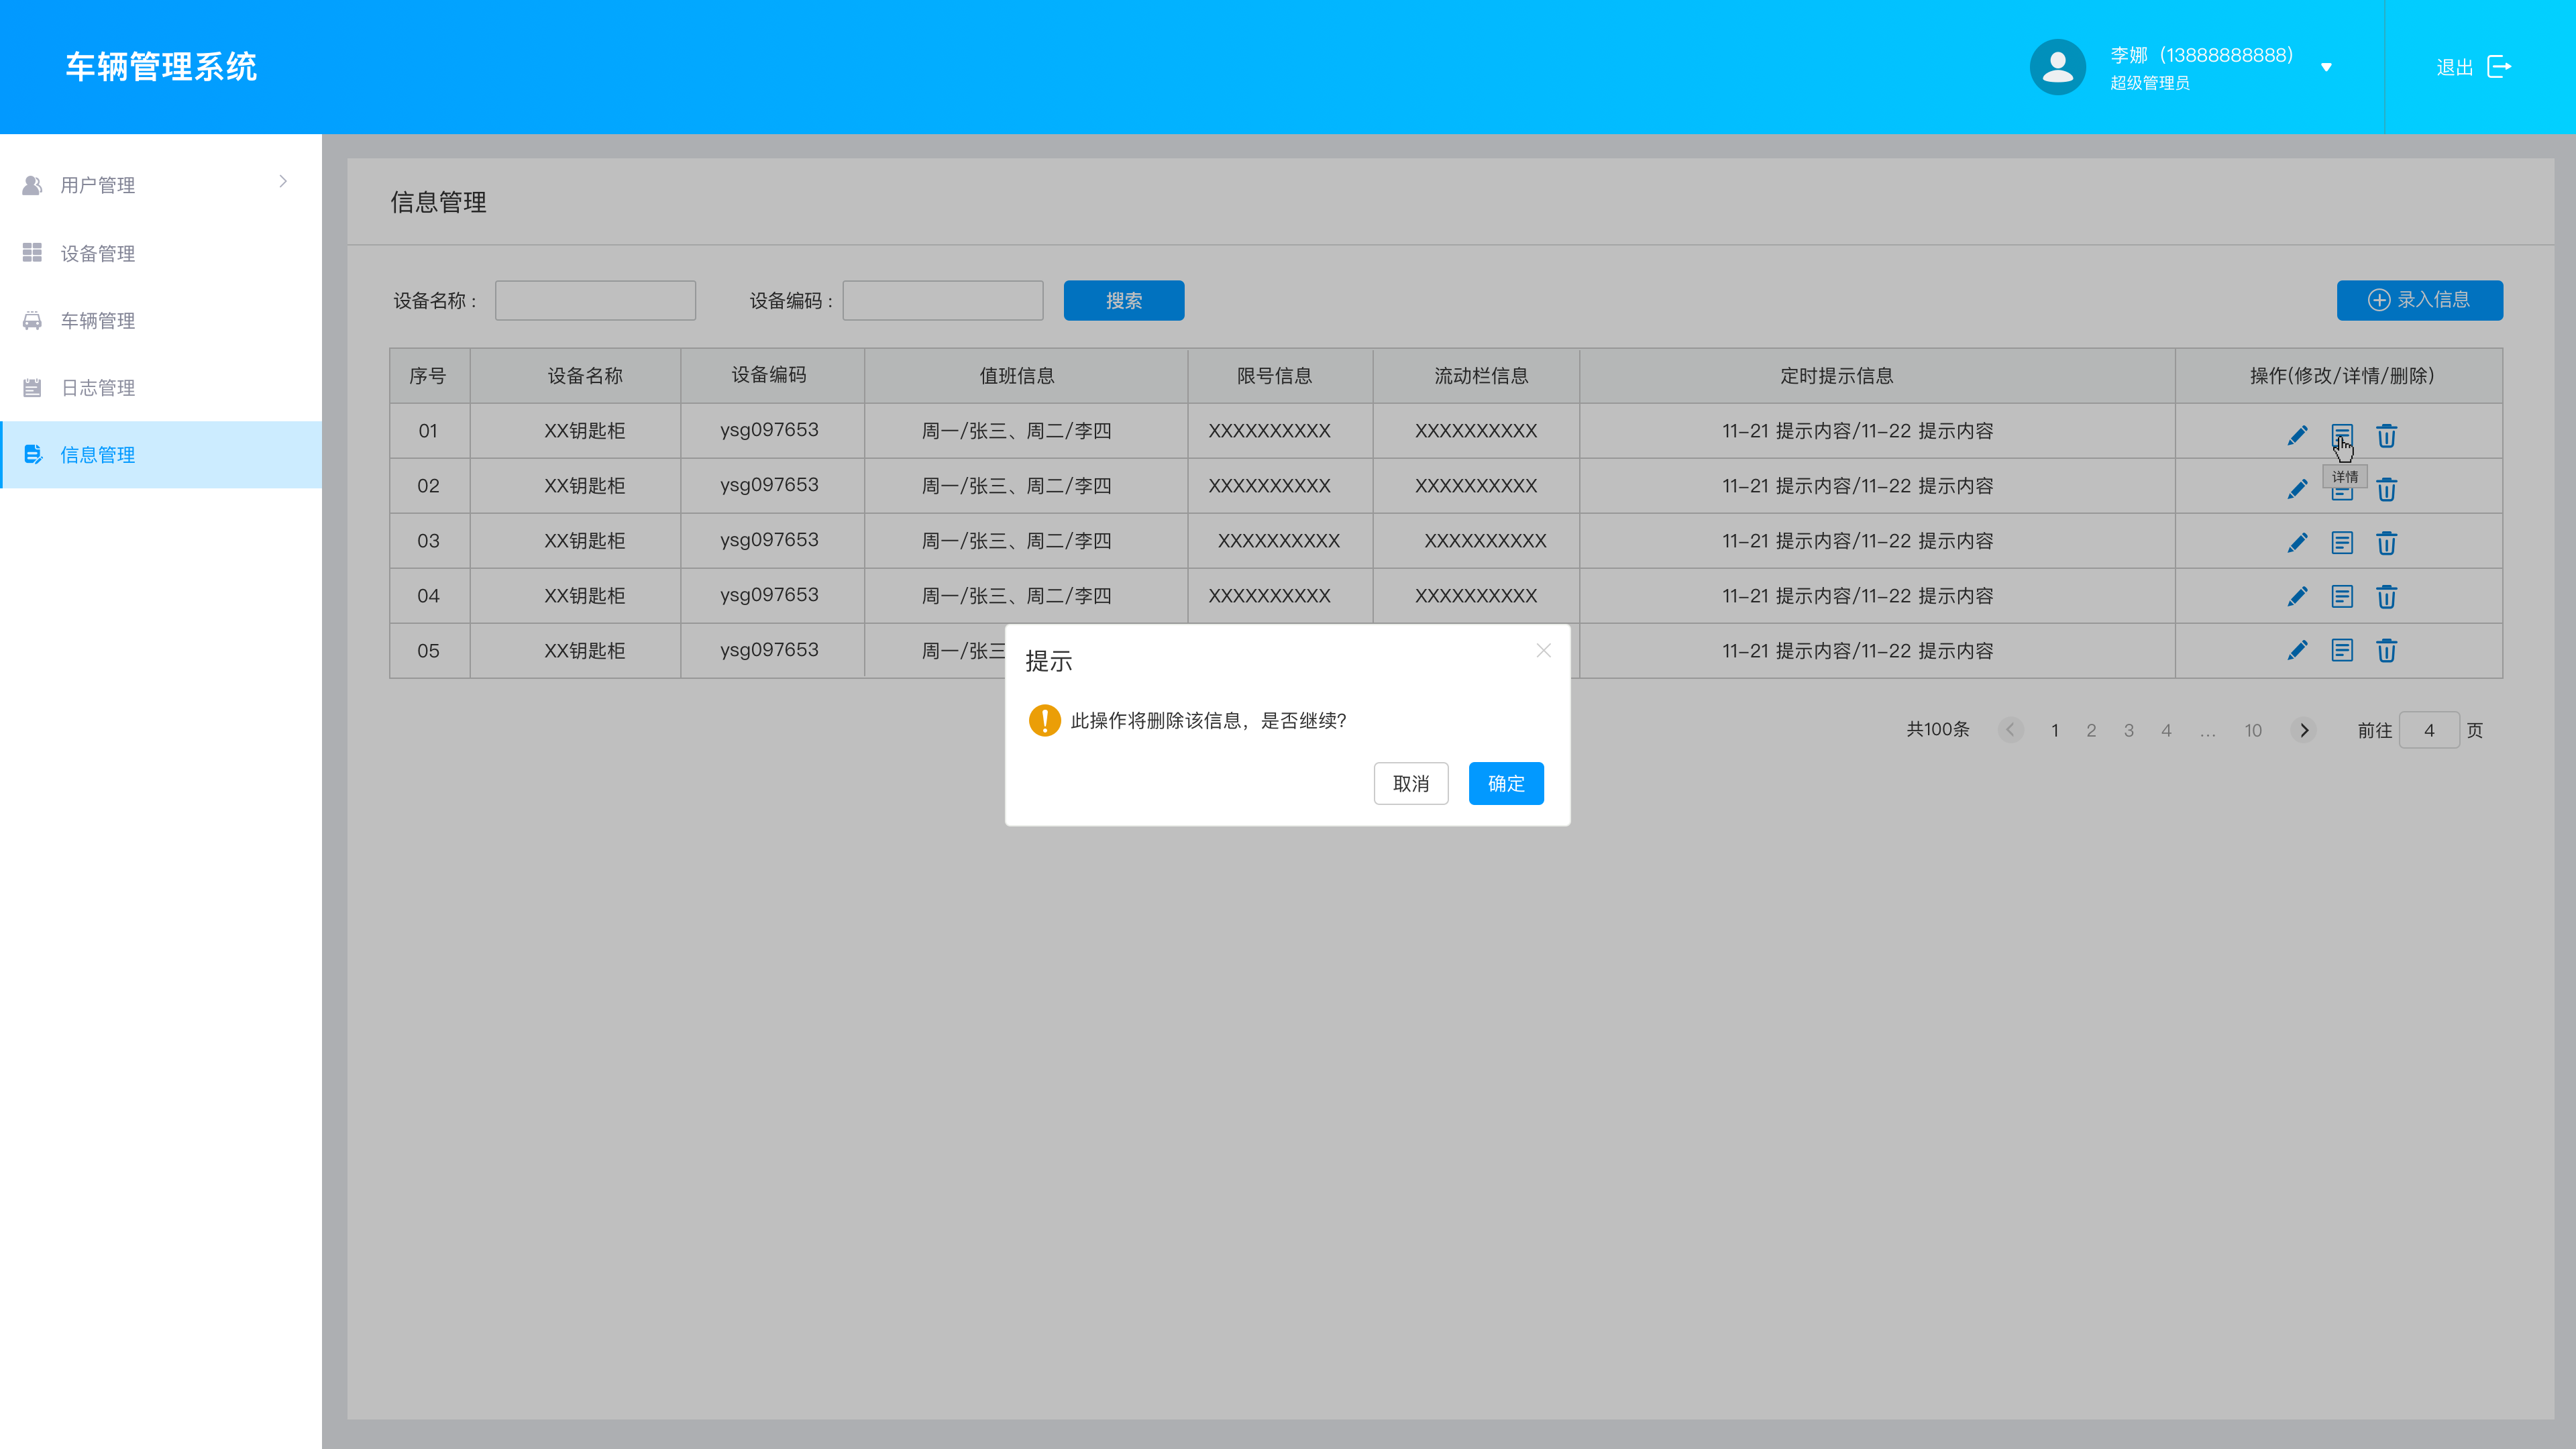 车辆管理系统
李娜（13888888888）
超级管理员
退出
用户管理
设备管理
车辆管理
日志管理
信息管理
信息管理
设备名称： 设备编码： 搜索 录入信息
序号 设备名称 设备编码 值班信息 限号信息 流动栏信息 定时提示信息 操作(修改/详情/删除)
01 XX钥匙柜 ysg097653 周一/张三、周二/李四 XXXXXXXXXX XXXXXXXXXX 11-21 提示内容/11-22 提示内容
详情
02 XX钥匙柜 ysg097653 周一/张三、周二/李四 XXXXXXXXXX XXXXXXXXXX 11-21 提示内容/11-22 提示内容
03 XX钥匙柜 ysg097653 周一/张三、周二/李四 XXXXXXXXXX XXXXXXXXXX 11-21 提示内容/11-22 提示内容
04 XX钥匙柜 ysg097653 周一/张三、周二/李四 XXXXXXXXXX XXXXXXXXXX 11-21 提示内容/11-22 提示内容
05 XX钥匙柜 ysg097653 周一/张三 11-21 提示内容/11-22 提示内容
共100条 1 2 3 4 ... 10 前往 4 页
提示
此操作将删除该信息，是否继续?
取消 确定